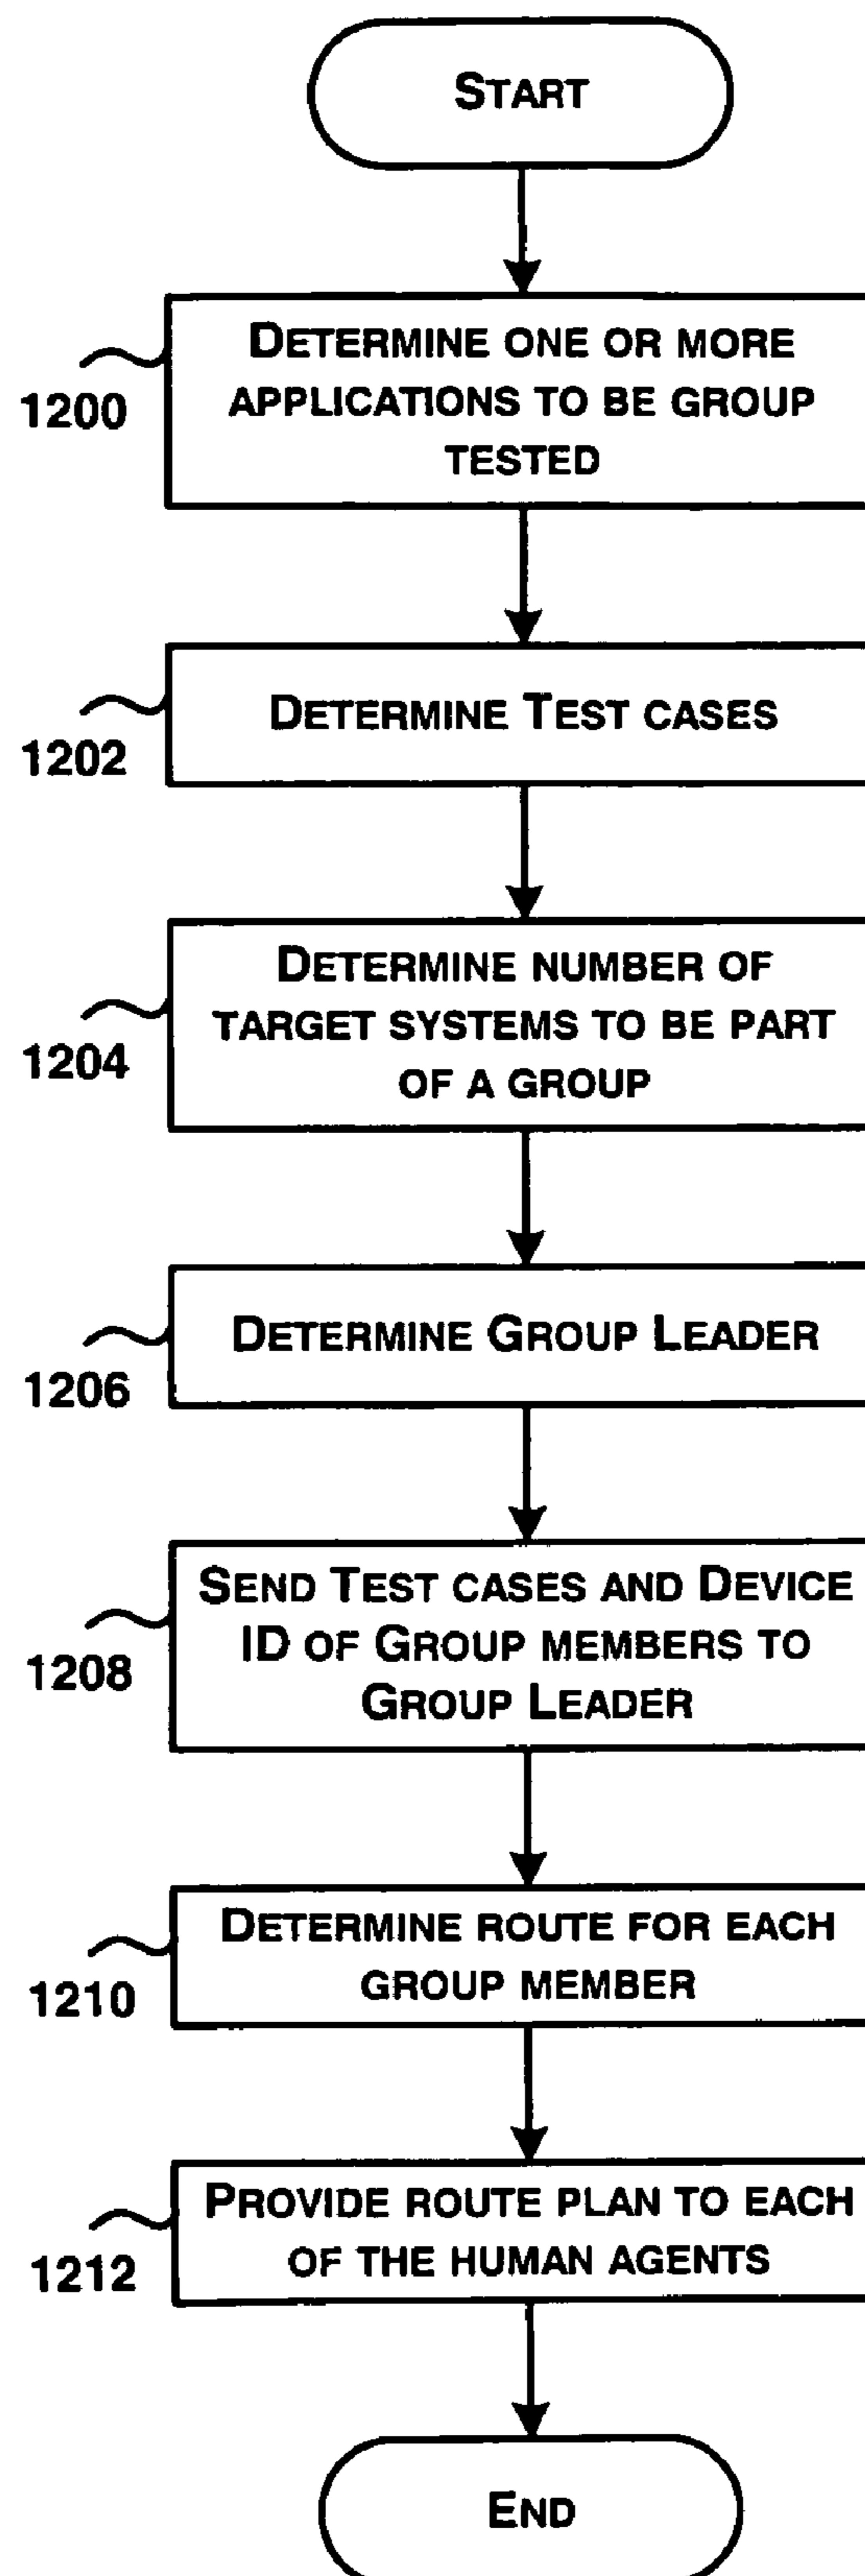 START
DETERMINE ONE OR MORE
APPLICATIONS TO BE GROUP
TESTED
1200
DETERMINE TEST CASES
1202
DETERMINE NUMBER OF
TARGET SYSTEMS TO BE PART
OF A GROUP
1204
DETERMINE GROUP LEADER
1206
SEND TEST CASES AND DEVICE
ID OF GROUP MEMBERS TO
GROUP LEADER
1208
DETERMINE ROUTE FOR EACH
GROUP MEMBER
1210
PROVIDE ROUTE PLAN TO EACH
OF THE HUMAN AGENTS
1212
END